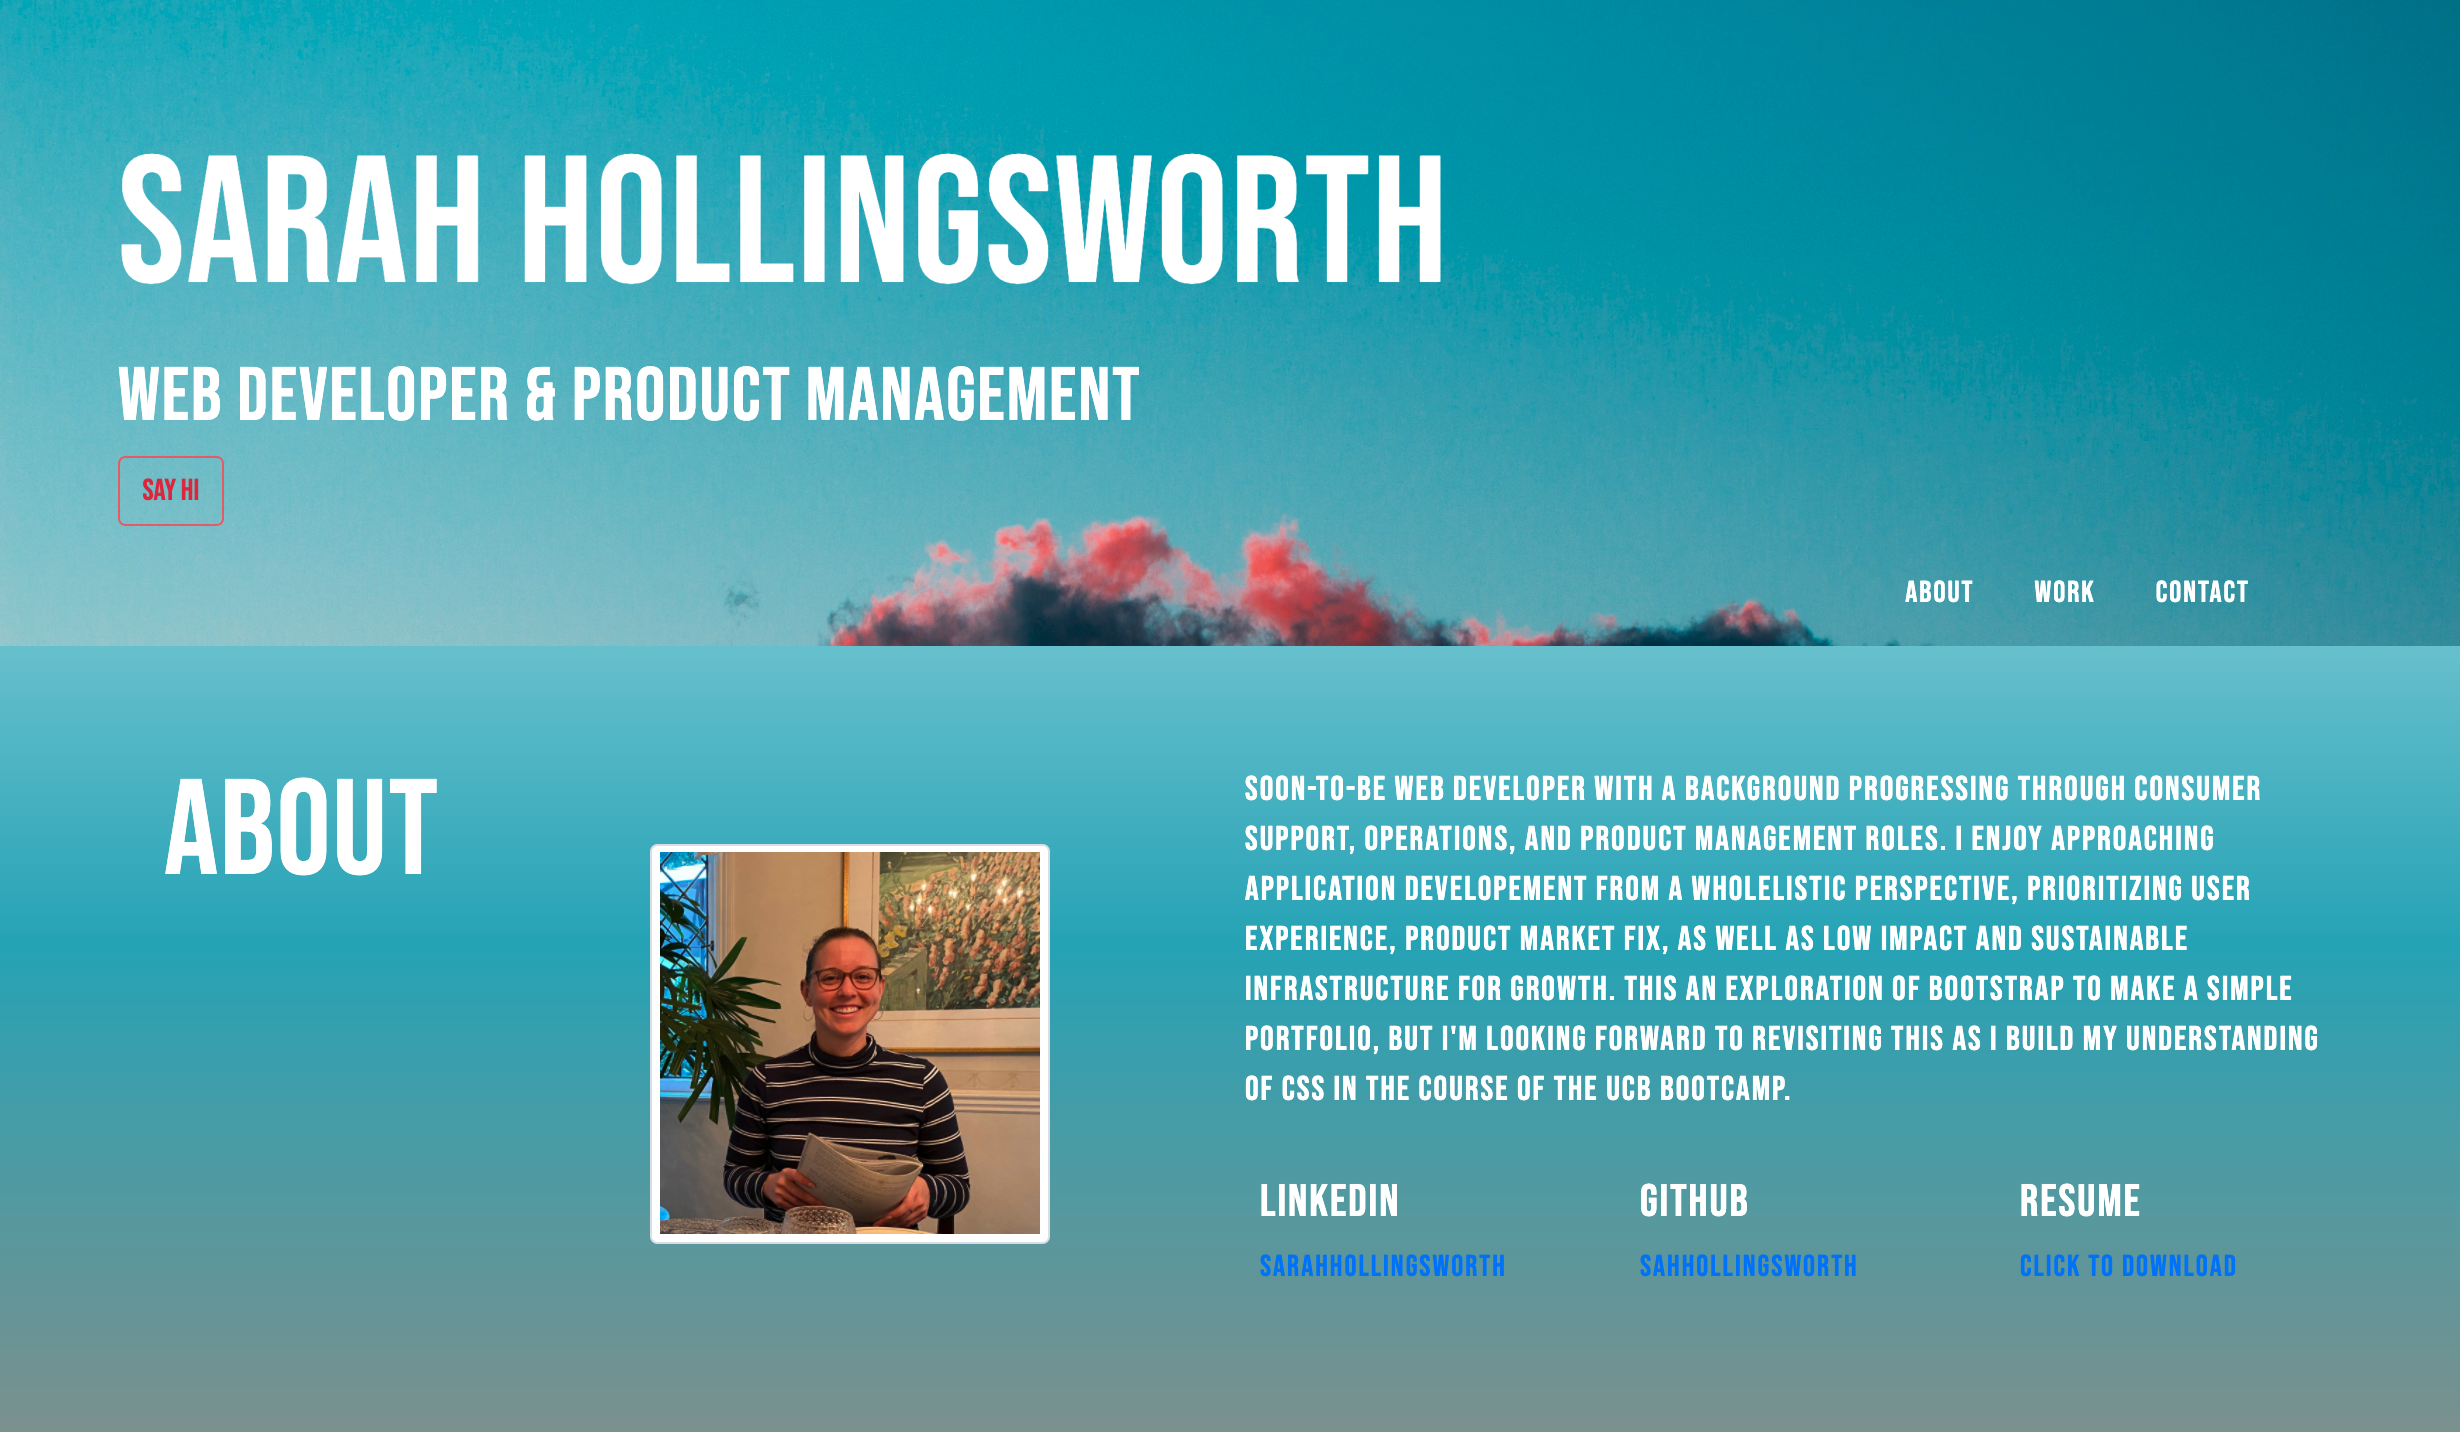 SARAH HOLLINGSWORTH
WEB DEVELOPER & PRODUCT MANAGEMENT
SAY HI
ABOUT WORK CONTACT
ABOUT
SOON-TO-BE WEB DEVELOPER WITH A BACKGROUND PROGRESSING THROUGH CONSUMER
SUPPORT, OPERATIONS, AND PRODUCT MANAGEMENT ROLES. I ENJOY APPROACHING
APPLICATION DEVELOPEMENT FROM A WHOLELISTIC PERSPECTIVE, PRIORITIZING USER
EXPERIENCE, PRODUCT MARKET FIX, AS WELL AS LOW IMPACT AND SUSTAINABLE
INFRASTRUCTURE FOR GROWTH. THIS AN EXPLORATION OF BOOTSTRAP TO MAKE A SIMPLE
PORTFOLIO, BUT I'M LOOKING FORWARD TO REVISITING THIS AS I BUILD MY UNDERSTANDING
OF CSS IN THE COURSE OF THE UCB BOOTCAMP.
LINKEDIN GITHUB RESUME
SARAHHOLLINGSWORTH SAHHOLLINGSWORTH CLICK TO DOWNLOAD